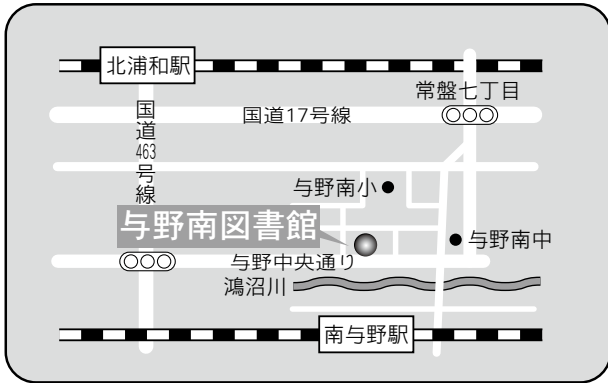 北浦和駅
常盤七丁目
国道17号線
国道463号線
与野南小
与野南図書館
与野南中
与野中央通り
鴻沼川
南与野駅